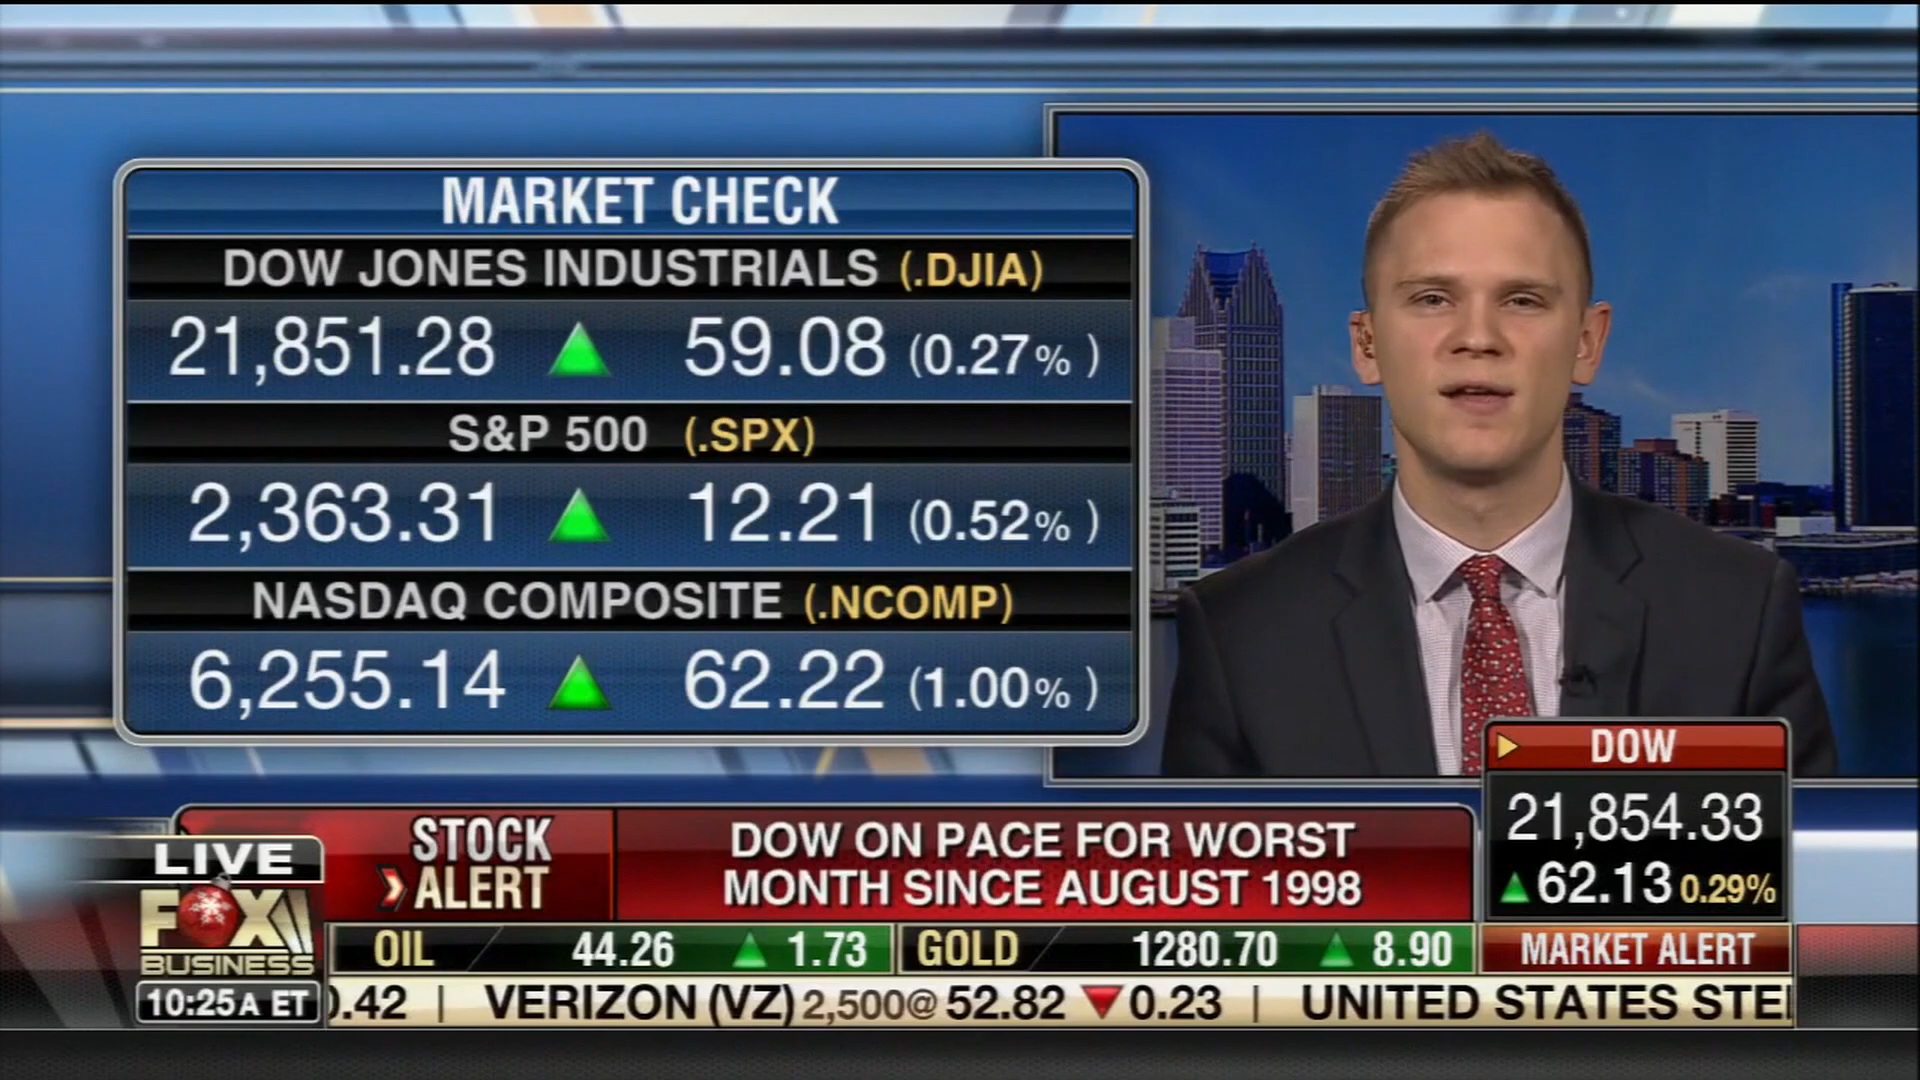 MARKET CHECK
DOW JONES INDUSTRIALS (.DJIA)
21,851.28 ▲ 59.08 (0.27% )
S&P 500 (.SPX)
2,363.31 ▲ 12.21 (0.52% )
NASDAQ COMPOSITE (.NCOMP)
6,255.14 ▲ 62.22 (1.00% )
DOW
21,854.33
▲ 62.13 0.29%
MARKET ALERT
STOCK
ALERT
DOW ON PACE FOR WORST
MONTH SINCE AUGUST 1998
LIVE
FOX
BUSINESS
10:25A ET
OIL 44.26 ▲ 1.73 GOLD 1280.70 ▲ 8.90
0.42 | VERIZON (VZ) 2,500@ 52.82 ▼ 0.23 | UNITED STATES STE